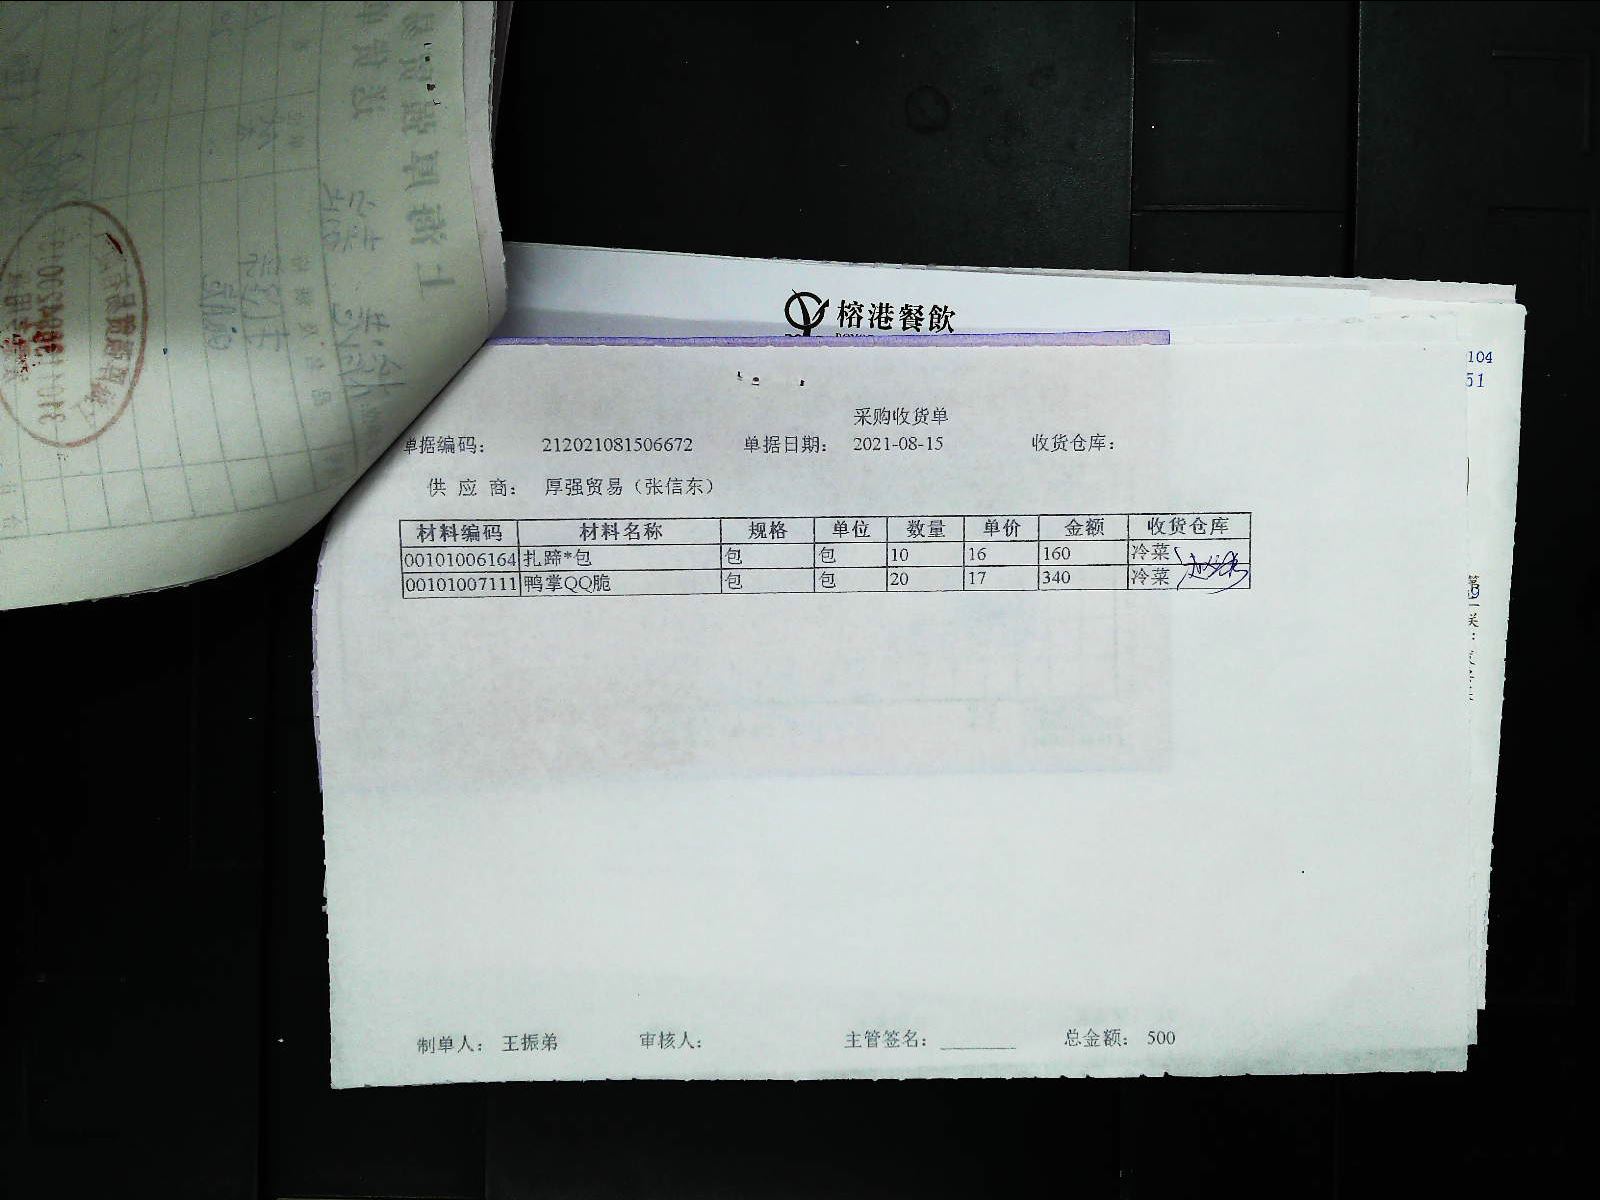 榕港餐飲
104
51
采购收货单
单据编码： 212021081506672 单据日期： 2021-08-15 收货仓库：
供 应 商： 厚强贸易（张信东）
材料编码 材料名称 规格 单位 数量 单价 金额 收货仓库
00101006164 扎蹄*包 包 包 10 16 160 冷菜
00101007111 鸭掌QQ脆 包 包 20 17 340 冷菜
制单人： 王振弟 审核人： 主管签名： ________ 总金额： 500